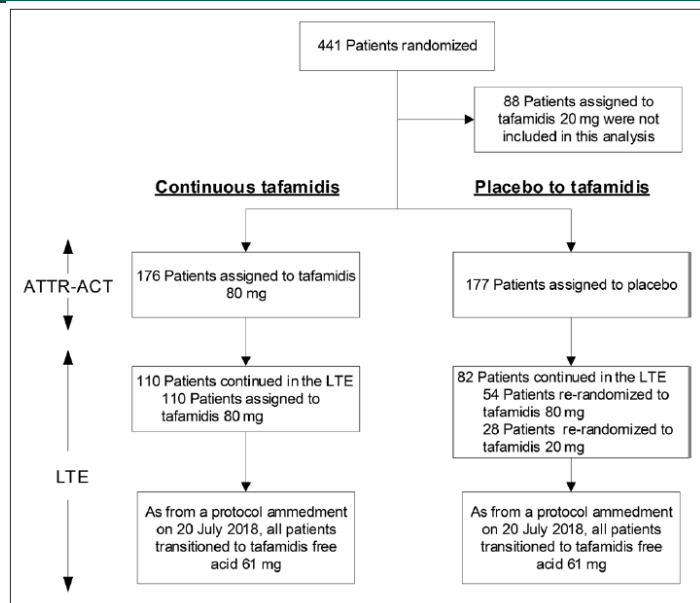 441 Patients randomized
88 Patients assigned to
tafamidis 20 mg were not
included in this analysis
Continuous tafamidis
Placebo to tafamidis
ATTR-ACT
176 Patients assigned to tafamidis
80 mg
177 Patients assigned to placebo
LTE
110 Patients continued in the LTE
110 Patients assigned to
tafamidis 80 mg
82 Patients continued in the LTE
54 Patients re-randomized to
tafamidis 80 mg
28 Patients re-randomized to
tafamidis 20 mg
As from a protocol ammedment
on 20 July 2018, all patients
transitioned to tafamidis free
acid 61 mg
As from a protocol ammedment
on 20 July 2018, all patients
transitioned to tafamidis free
acid 61 mg